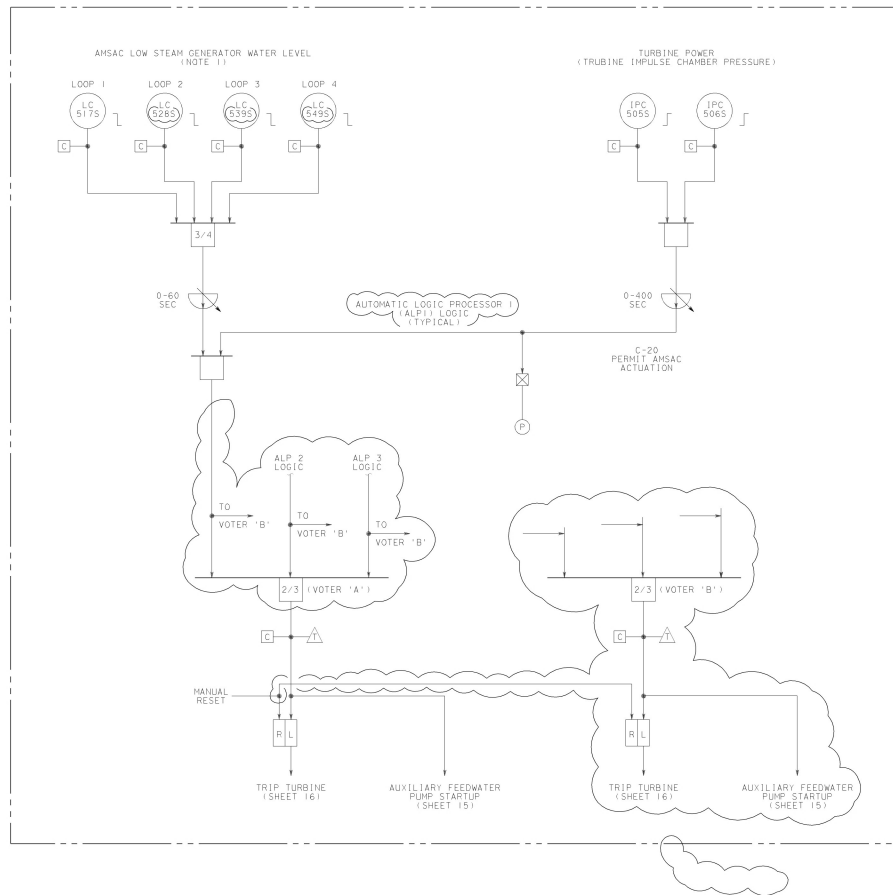 AMSAC LOW STEAM GENERATOR WATER LEVEL
(NOTE 1)
TURBINE POWER
(TRUBINE IMPULSE CHAMBER PRESSURE)
LOOP 1
LOOP 2
LOOP 3
LOOP 4
LC
517S
LC
528S
LC
539S
LC
549S
IPC
505S
IPC
506S
C
C
C
C
C
C
3/4
0-60
SEC
AUTOMATIC LOGIC PROCESSOR 1
(ALP1) LOGIC
(TYPICAL)
0-400
SEC
C-20
PERMIT AMSAC
ACTUATION
P
ALP 2
LOGIC
ALP 3
LOGIC
TO
VOTER 'B'
TO
VOTER 'B'
TO
VOTER 'B'
2/3
(VOTER 'A')
2/3
(VOTER 'B')
C
T
C
T
MANUAL
RESET
R
L
R
L
TRIP TURBINE
(SHEET 16)
AUXILIARY FEEDWATER
PUMP STARTUP
(SHEET 15)
TRIP TURBINE
(SHEET 16)
AUXILIARY FEEDWATER
PUMP STARTUP
(SHEET 15)